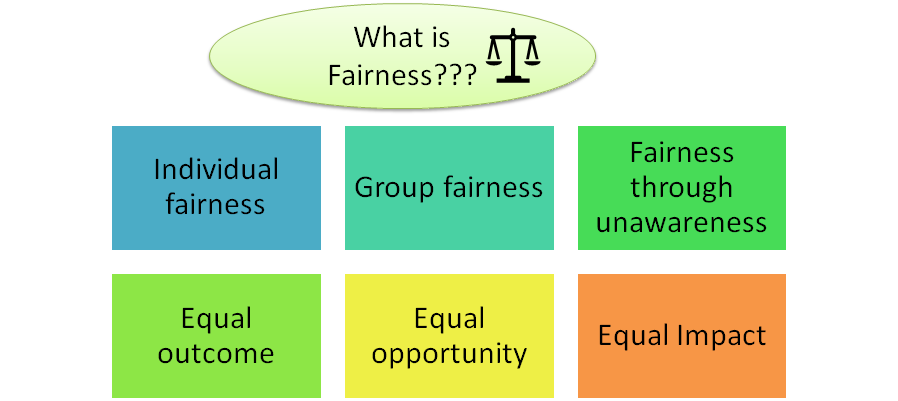 What is
Fairness???
Individual
fairness
Group fairness
Fairness
through
unawareness
Equal
outcome
Equal
opportunity
Equal Impact